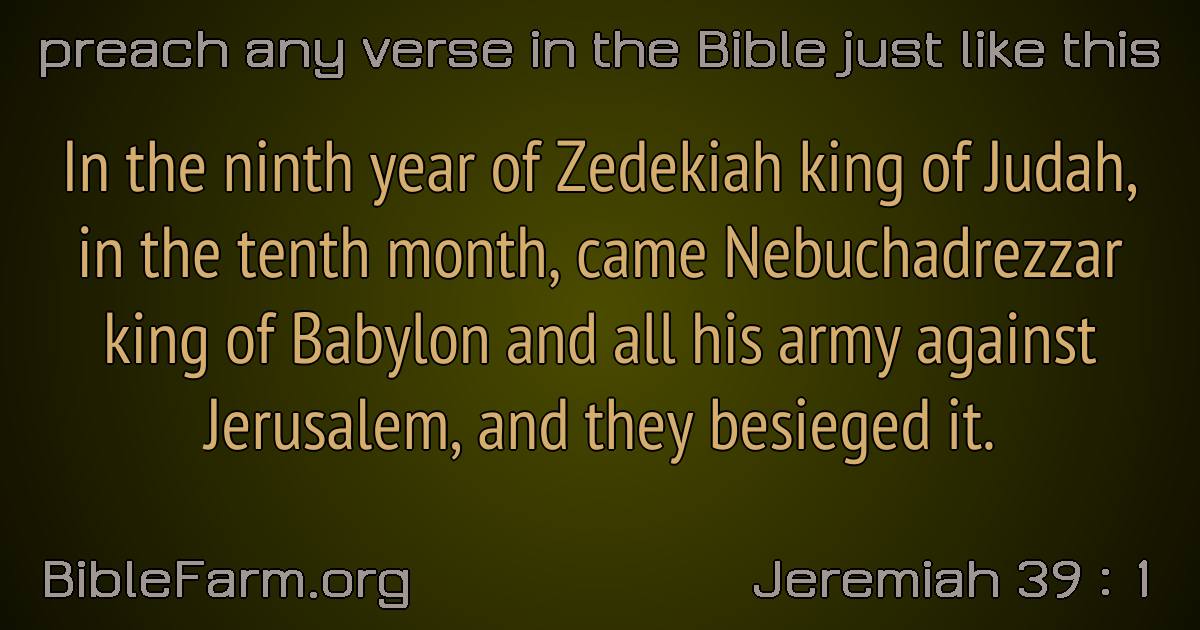 preach any verse in the Bible just like this
In the ninth year of Zedekiah king of Judah,
in the tenth month, came Nebuchadrezzar
king of Babylon and all his army against
Jerusalem, and they besieged it.
BibleFarm.org
Jeremiah 39 : 1